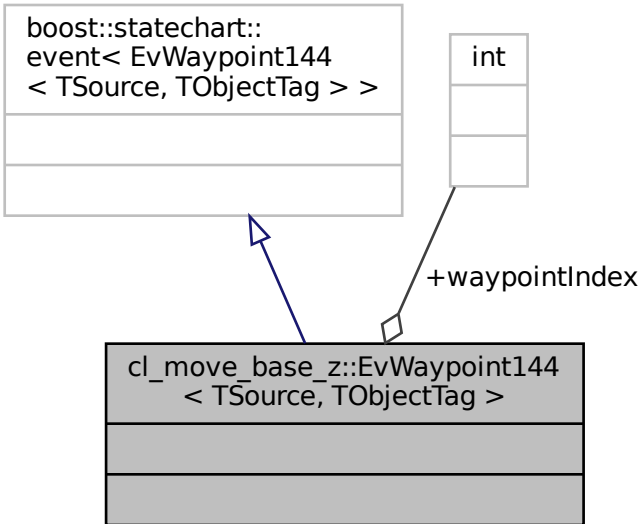 boost::statechart::
event< EvWaypoint144
< TSource, TObjectTag > >
int
+waypointIndex
cl_move_base_z::EvWaypoint144
< TSource, TObjectTag >